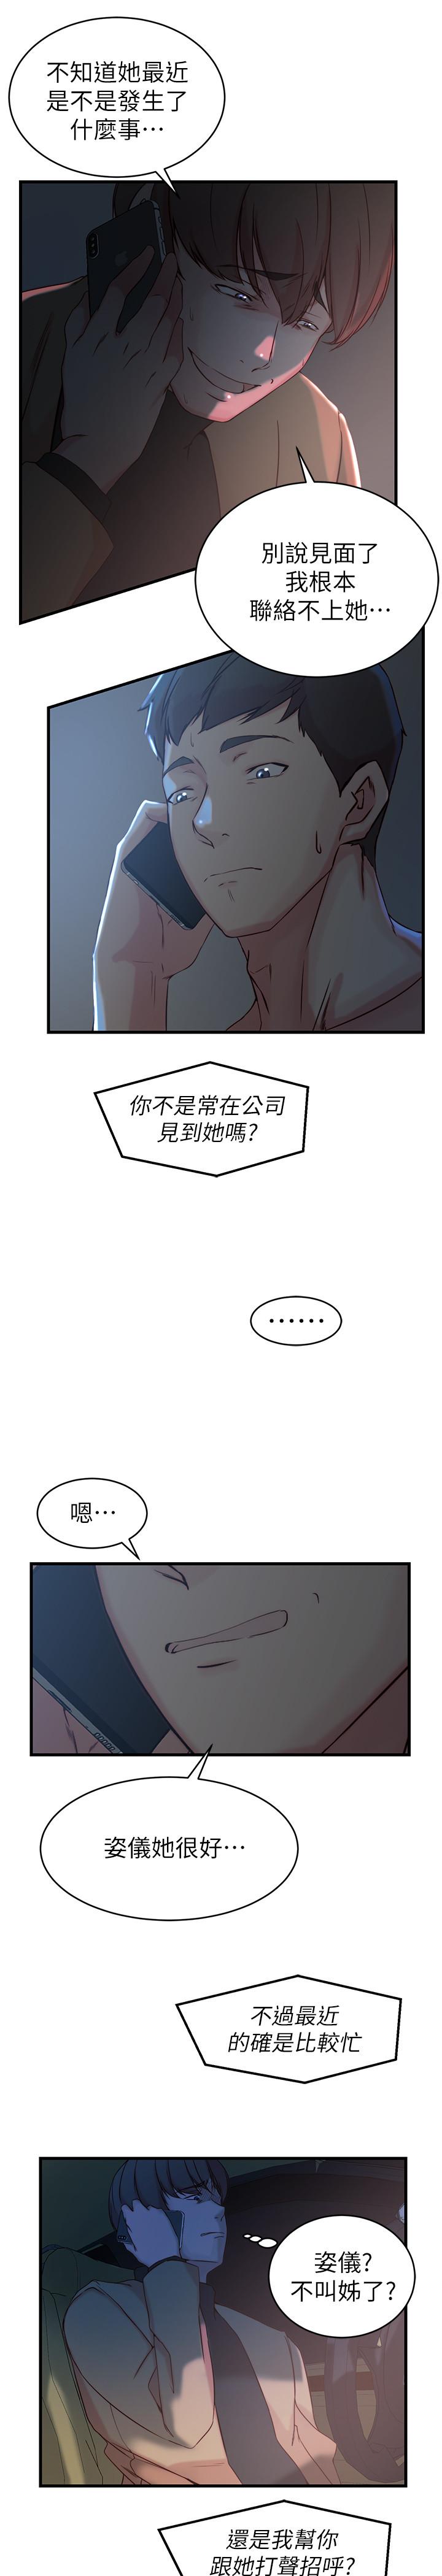 不知道她最近
是不是發生了
什麼事…
別說見面了
我根本
聯絡不上她…
你不是常在公司
見到她嗎?
……
嗯…
姿儀她很好…
不過最近
的確是比較忙
姿儀?
不叫姊了?
還是我幫你
跟她打聲招呼?